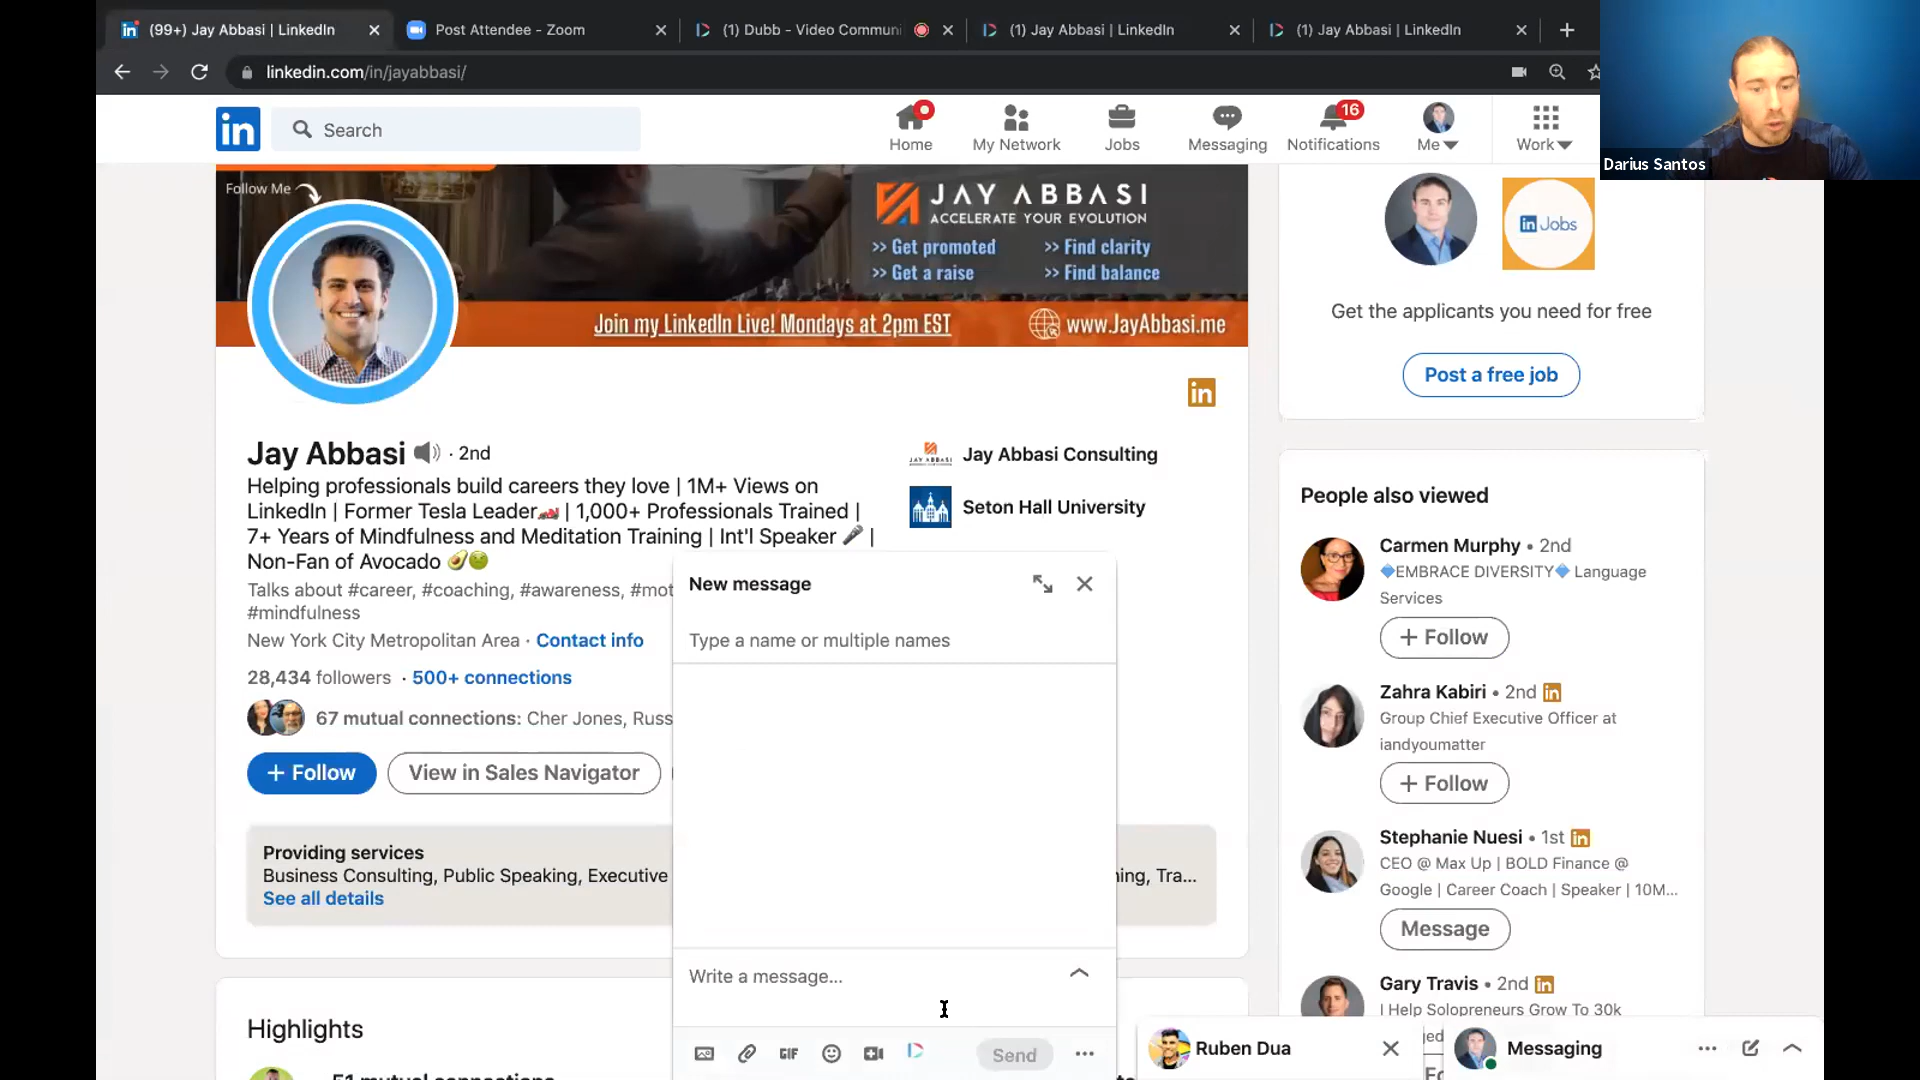 (99+) Jay Abbasi | LinkedIn
Post Attendee - Zoom
(1) Dubb - Video Communi
(1) Jay Abbasi | LinkedIn
(1) Jay Abbasi | LinkedIn
linkedin.com/in/jayabbasi/
in
Search
Home
My Network
Jobs
Messaging
16
Notifications
Me
Work
Darius Santos
Follow Me
JAY ABBASI
ACCELERATE YOUR EVOLUTION
>> Get promoted
>> Find clarity
>> Get a raise
>> Find balance
Join my LinkedIn Live! Mondays at 2pm EST
www.JayAbbasi.me
in
Jay Abbasi
· 2nd
Helping professionals build careers they love | 1M+ Views on
LinkedIn | Former Tesla Leader🏎️ | 1,000+ Professionals Trained |
7+ Years of Mindfulness and Meditation Training | Int'l Speaker 🎤 |
Non-Fan of Avocado 🥑🤢
Talks about #career, #coaching, #awareness, #mot
#mindfulness
New York City Metropolitan Area · Contact info
28,434 followers · 500+ connections
67 mutual connections: Cher Jones, Russ
+ Follow
View in Sales Navigator
Providing services
Business Consulting, Public Speaking, Executive
ning, Tra...
See all details
Highlights
51 mutual connections
JAY ABBASI
Jay Abbasi Consulting
Seton Hall University
New message
Type a name or multiple names
Write a message...
GIF
Send
in Jobs
Get the applicants you need for free
Post a free job
People also viewed
Carmen Murphy • 2nd
🔷EMBRACE DIVERSITY🔷 Language
Services
+ Follow
Zahra Kabiri • 2nd in
Group Chief Executive Officer at
iandyoumatter
+ Follow
Stephanie Nuesi • 1st in
CEO @ Max Up | BOLD Finance @
Google | Career Coach | Speaker | 10M...
Message
Gary Travis • 2nd in
I Help Solopreneurs Grow To 30k
Ruben Dua
Messaging